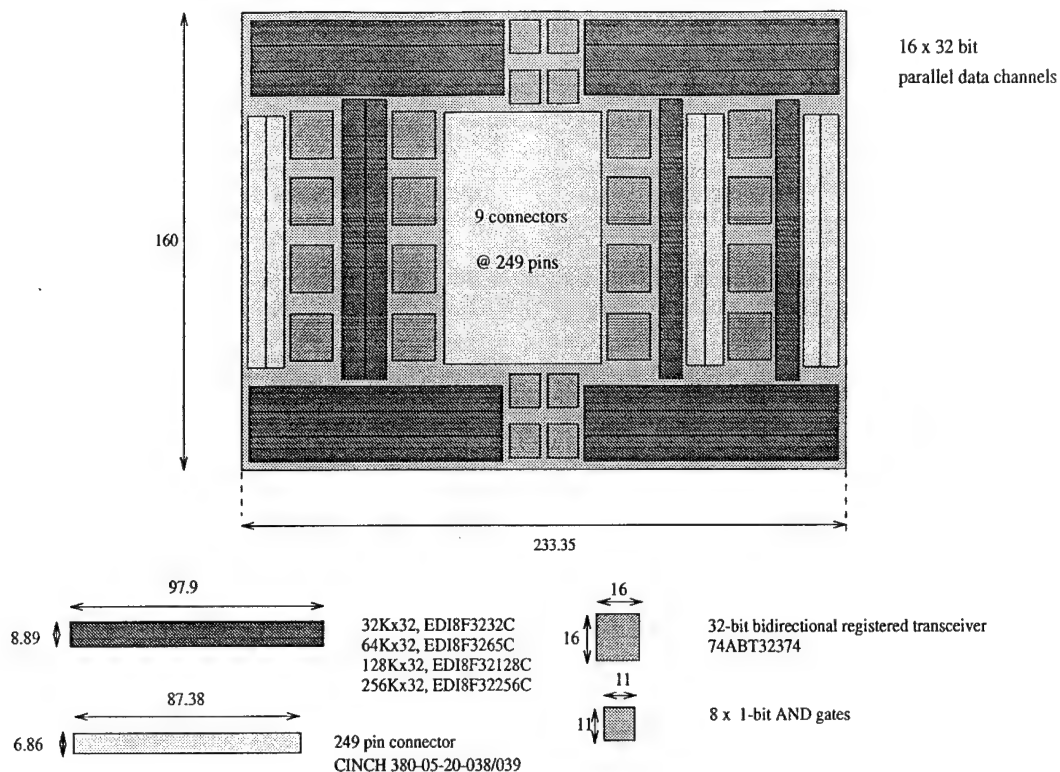 16 x 32 bit
parallel data channels
9 connectors
@ 249 pins
160
233.35
97.9
8.89
32Kx32, EDI8F3232C
64Kx32, EDI8F3265C
128Kx32, EDI8F32128C
256Kx32, EDI8F32256C
16
16
32-bit bidirectional registered transceiver
74ABT32374
87.38
6.86
249 pin connector
CINCH 380-05-20-038/039
11
11
8 x 1-bit AND gates